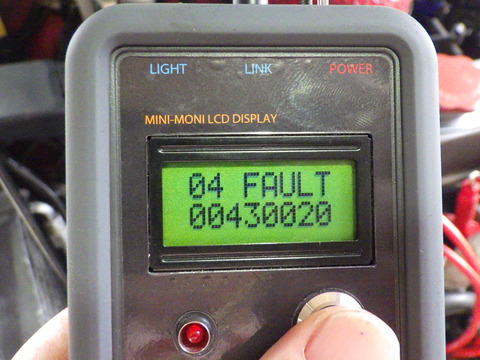 LIGHT LINK POWER
MINI-MONI LCD DISPLAY
04 FAULT
00430020